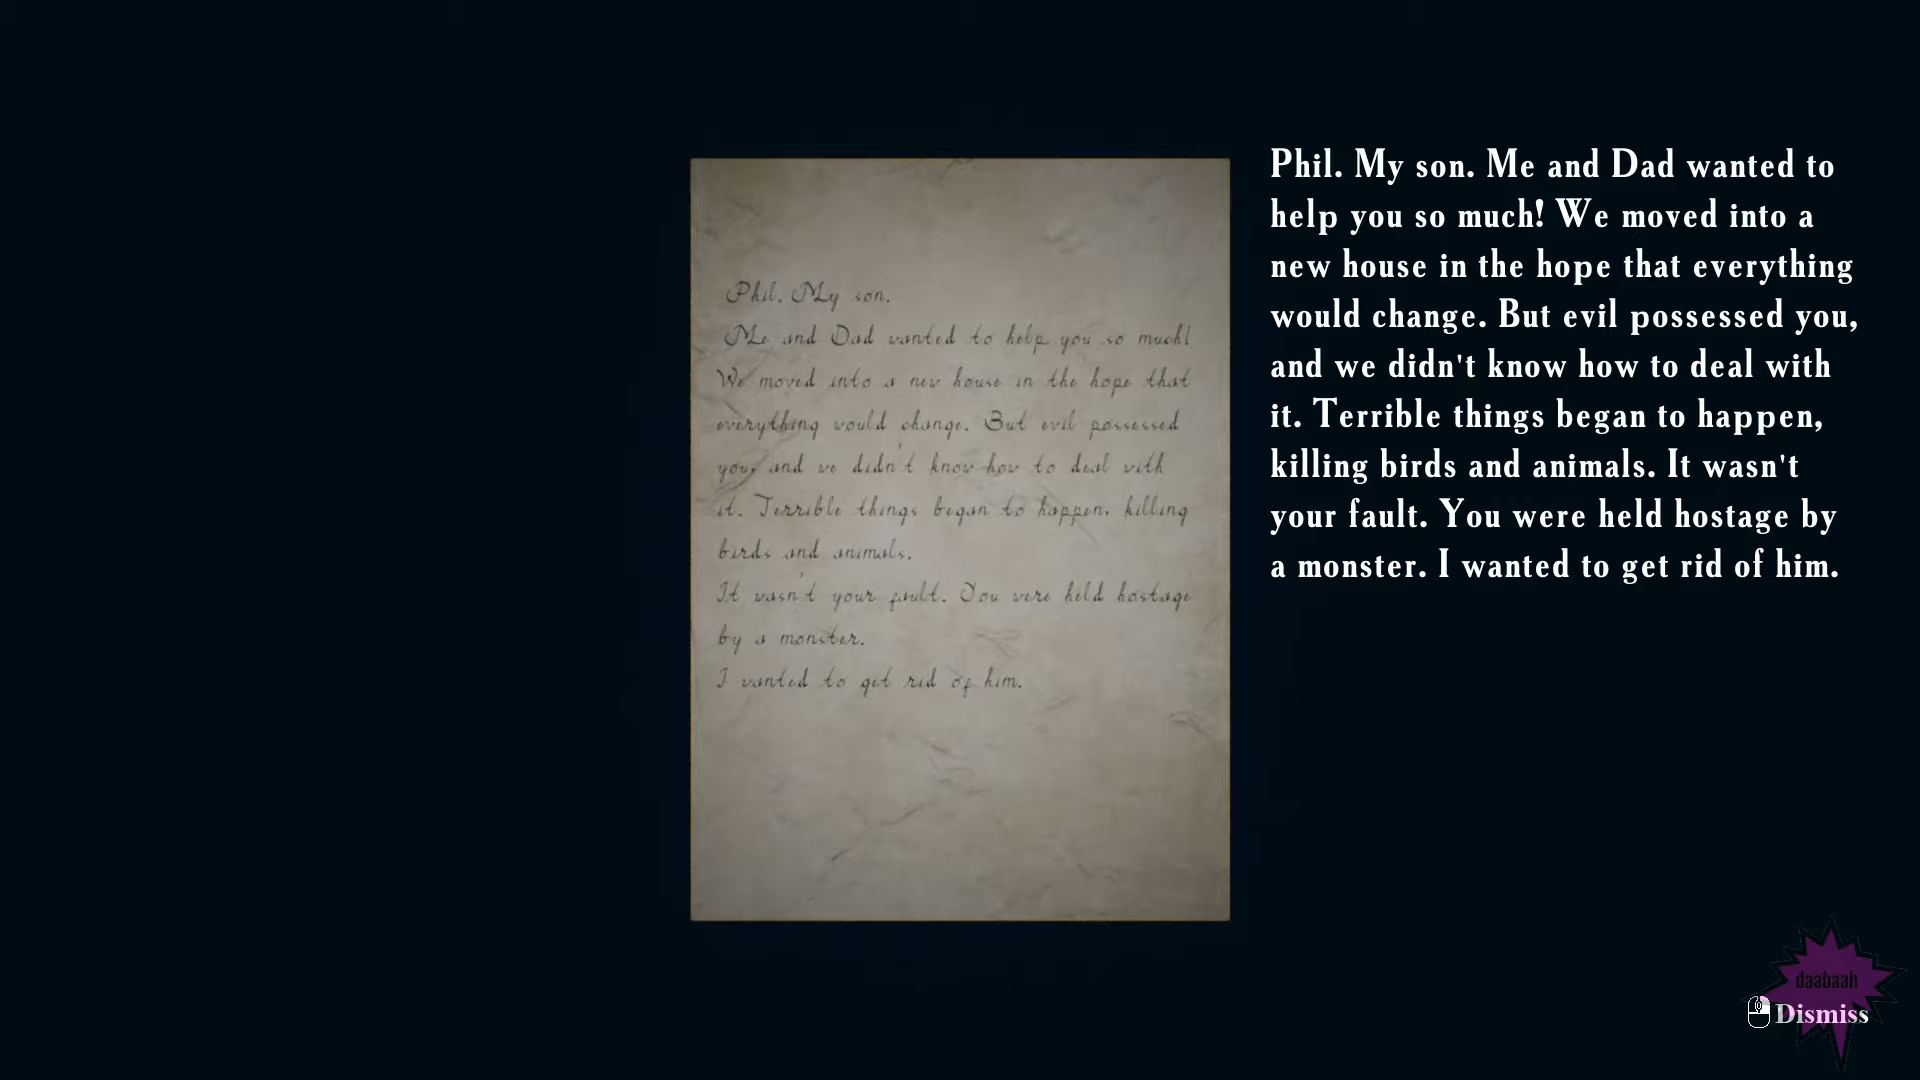 Phil. My son.
Me and Dad wanted to help you so much!
We moved into a new house in the hope that
everything would change. But evil possessed
you, and we didn't know how to deal with
it. Terrible things began to happen, killing
birds and animals.
It wasn't your fault. You were held hostage
by a monster.
I wanted to get rid of him.
Phil. My son. Me and Dad wanted to
help you so much! We moved into a
new house in the hope that everything
would change. But evil possessed you,
and we didn't know how to deal with
it. Terrible things began to happen,
killing birds and animals. It wasn't
your fault. You were held hostage by
a monster. I wanted to get rid of him.
daabaah
Dismiss